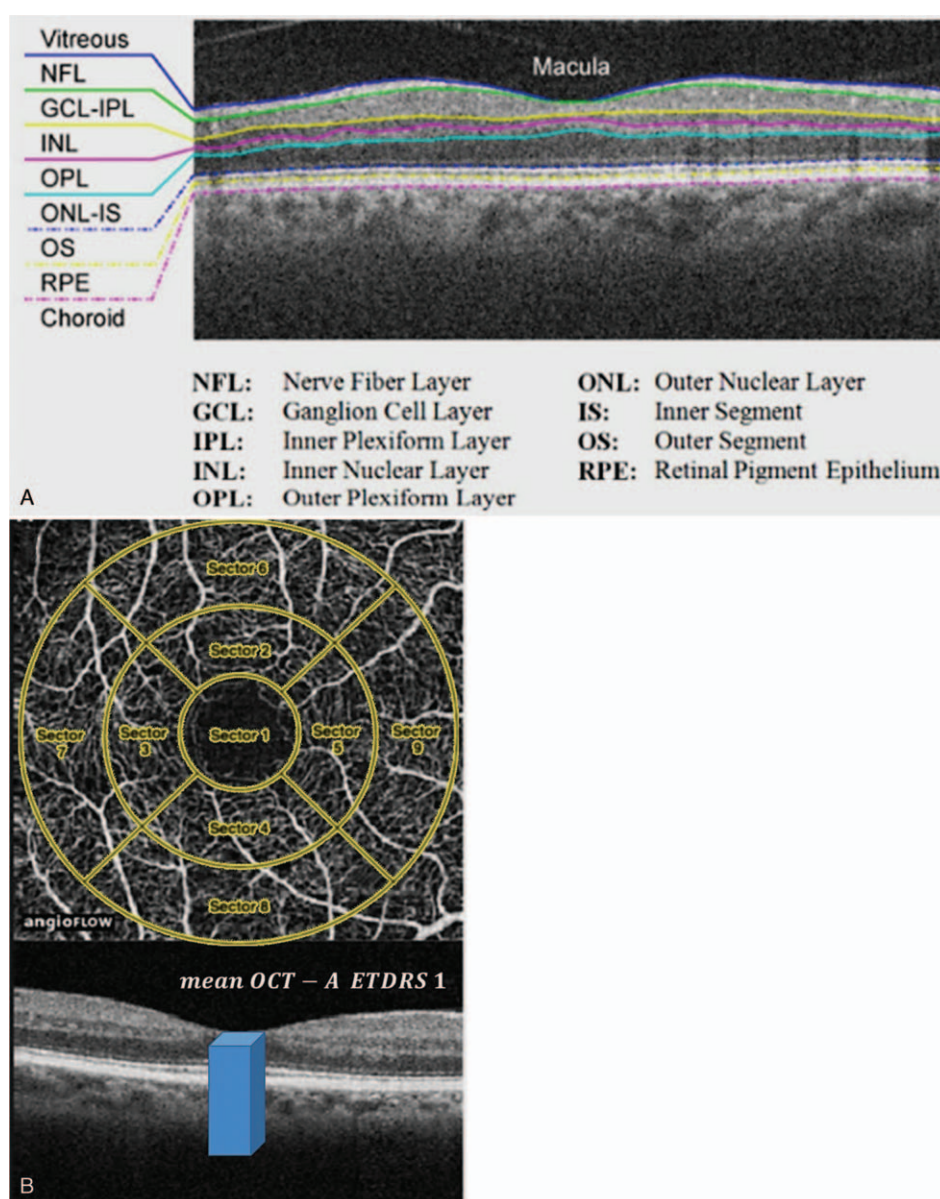 Vitreous
NFL
GCL-IPL
INL
OPL
ONL-IS
OS
RPE
Choroid
Macula
NFL: Nerve Fiber Layer
GCL: Ganglion Cell Layer
IPL: Inner Plexiform Layer
INL: Inner Nuclear Layer
OPL: Outer Plexiform Layer
ONL: Outer Nuclear Layer
IS: Inner Segment
OS: Outer Segment
RPE: Retinal Pigment Epithelium
A
Sector 6
Sector 2
Sector
7
Sector
3
Sector 1
Sector
5
Sector
9
Sector 4
Sector 8
angioFLOW
mean OCT – A ETDRS 1
B